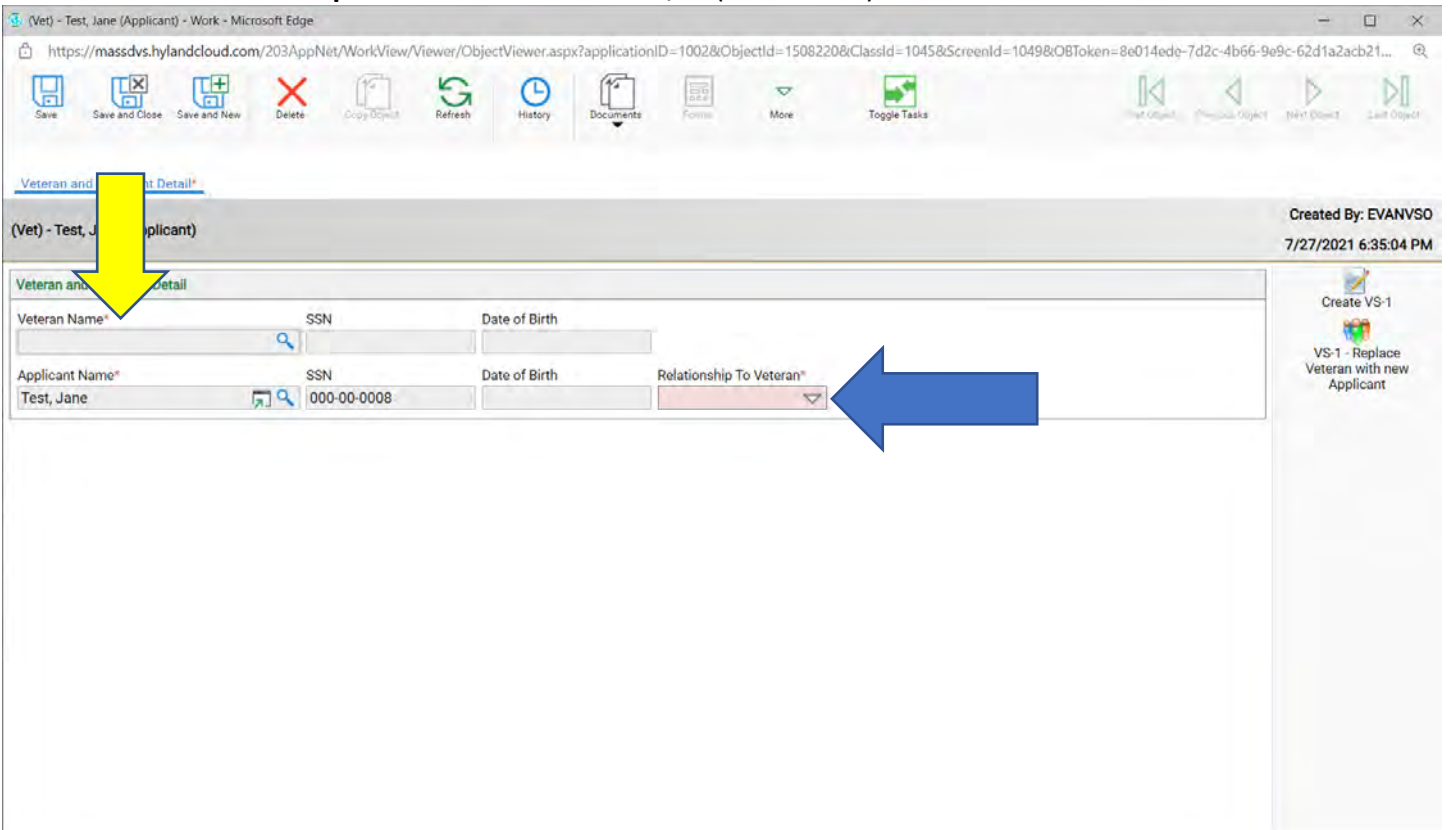 (Vet) - Test, Jane (Applicant) - Work - Microsoft Edge
https://massdvs.hylandcloud.com/203AppNet/WorkView/Viewer/ObjectViewer.aspx?applicationID=1002&ObjectId=1508220&ClassId=1045&ScreenId=1049&OBToken=8e014ede-7d2c-4b66-9e9c-62d1a2acb21...
Save Save and Close Save and New Delete Copy Object Refresh History Documents Forms More Toggle Tasks First Object Previous Object Next Object Last Object
Veteran and nt Detail*
(Vet) - Test, J plicant)
Created By: EVANVSO
7/27/2021 6:35:04 PM
Veteran and Detail
Veteran Name* SSN Date of Birth
Applicant Name* SSN Date of Birth Relationship To Veteran*
Test, Jane 000-00-0008
Create VS-1
VS-1 - Replace
Veteran with new
Applicant